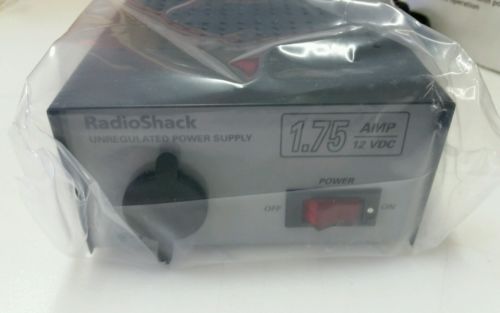 RadioShack
UNREGULATED POWER SUPPLY
1.75 AMP
12 VDC
POWER
OFF ON